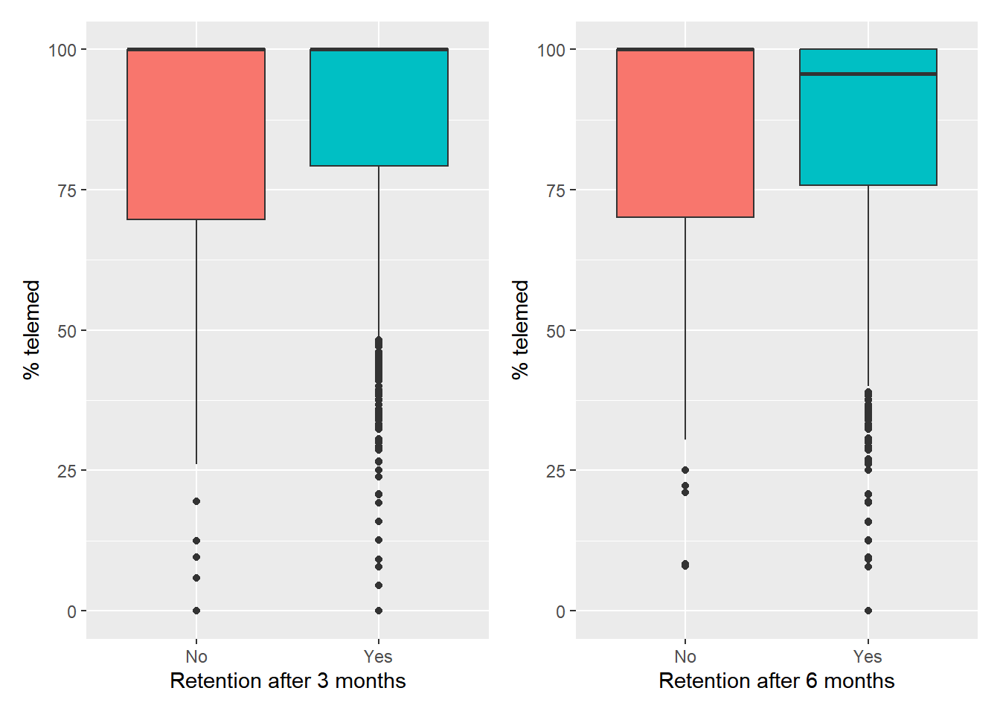 % telemed
100
75
50
25
0
No Yes
Retention after 3 months
% telemed
100
75
50
25
0
No Yes
Retention after 6 months